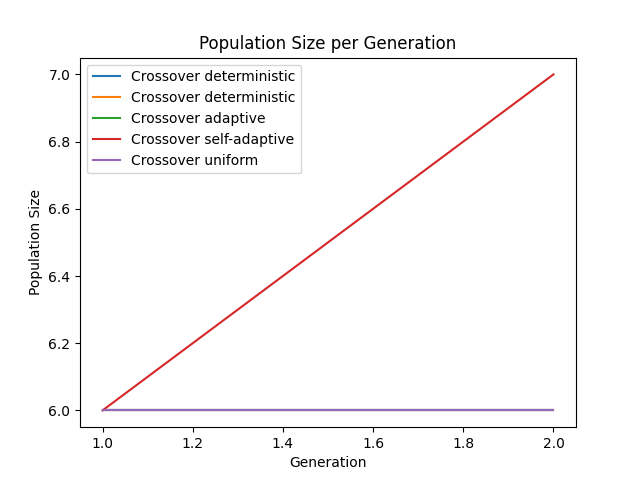 Population Size per Generation
7.0
6.8
6.6
6.4
6.2
6.0
Population Size
Crossover deterministic
Crossover deterministic
Crossover adaptive
Crossover self-adaptive
Crossover uniform
1.0 1.2 1.4 1.6 1.8 2.0
Generation